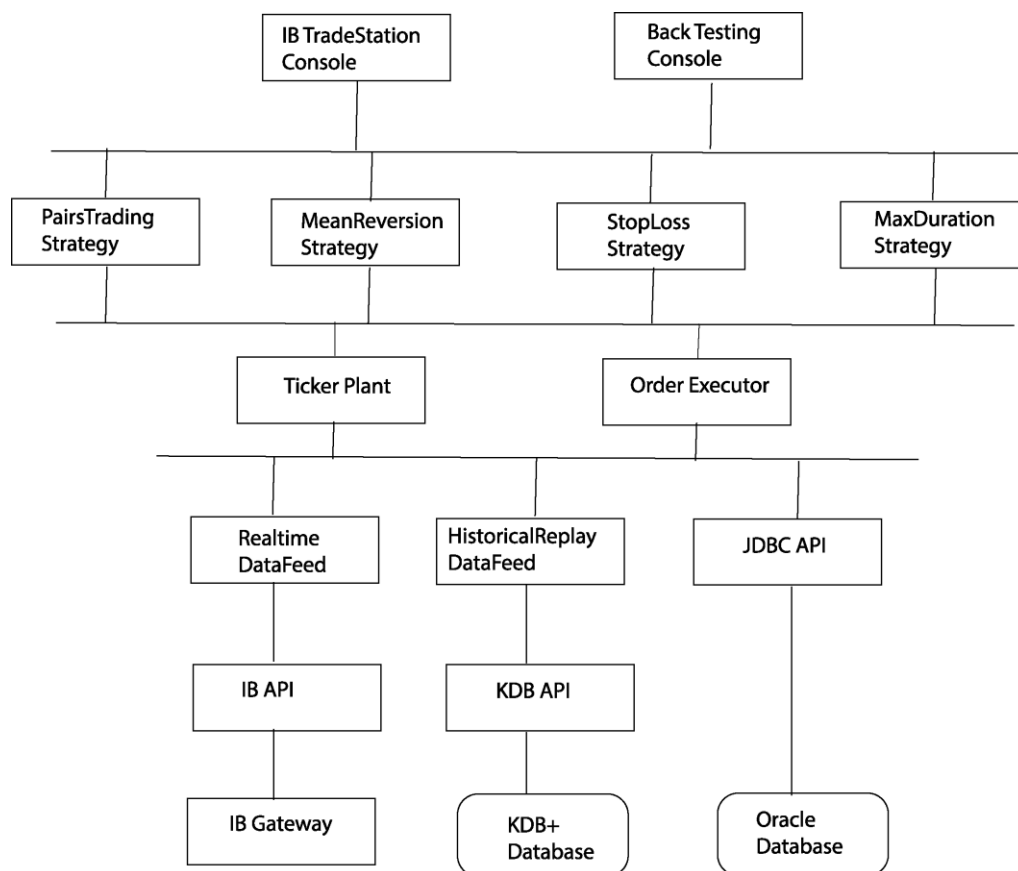 IB TradeStation
Console
Back Testing
Console
PairsTrading
Strategy
MeanReversion
Strategy
StopLoss
Strategy
MaxDuration
Strategy
Ticker Plant
Order Executor
Realtime
DataFeed
HistoricalReplay
DataFeed
JDBC API
IB API
KDB API
IB Gateway
KDB+
Database
Oracle
Database